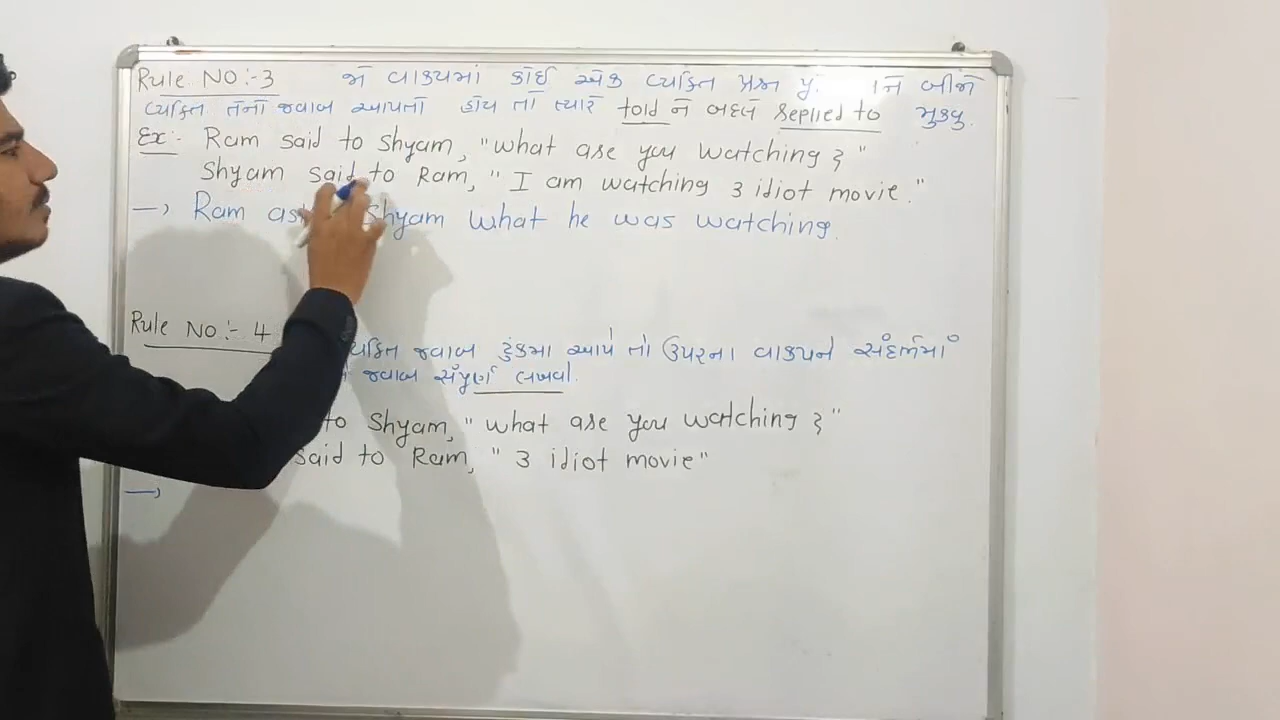 Rule NO:-3 જો વાક્યમાં કોઈ એક વ્યક્તિ પ્રશ્ન પુ. ને બીજો
વ્યક્તિ તેનો જવાબ આપતો હોય તો ત્યારે told ને બદલે replied to મુકવુ.
Ex:- Ram said to Shyam, "What are you watching ?"
Shyam said to Ram, "I am watching 3 idiot movie."
→ Ram Shyam what he was watching.
Rule NO:- 4 જવાબ ટુંકમા આપે તો ઉપરના વાકયને સંદર્ભમાં
જવાબ સંપુર્ણ લખવો.
to Shyam, "What are you watching ?"
said to Ram, "3 idiot movie"
→